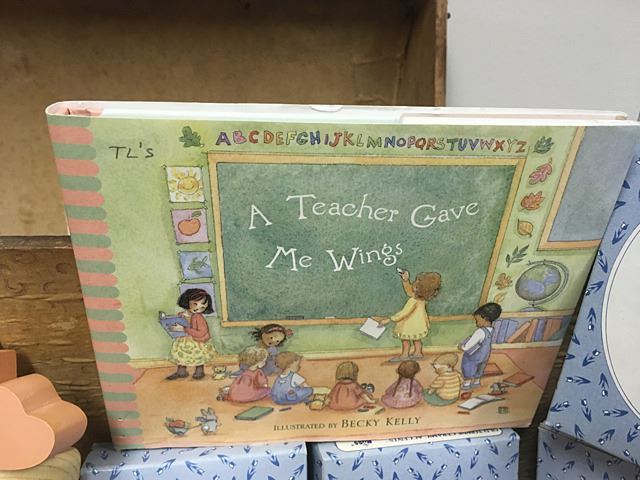 TL's
ABCDEFGHIJKLMNOPQRSTUVWXYZ
A Teacher Gave
Me Wings
ILLUSTRATED BY BECKY KELLY